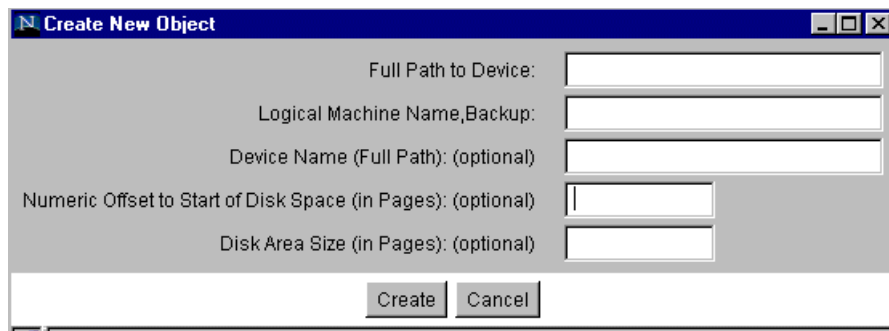 N Create New Object
Full Path to Device:
Logical Machine Name,Backup:
Device Name (Full Path): (optional)
Numeric Offset to Start of Disk Space (in Pages): (optional)
Disk Area Size (in Pages): (optional)
Create Cancel